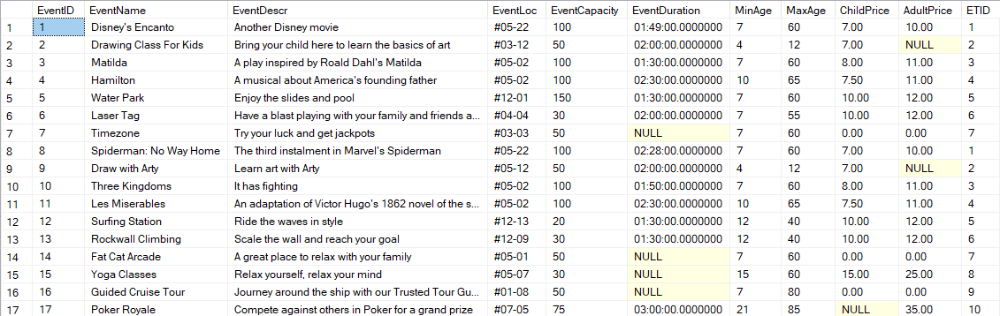 EventID EventName EventDescr EventLoc EventCapacity EventDuration MinAge MaxAge ChildPrice AdultPrice ETID
1 1 Disney's Encanto Another Disney movie #05-22 100 01:49:00.0000000 7 60 7.00 10.00 1
2 2 Drawing Class For Kids Bring your child here to learn the basics of art #03-12 50 02:00:00.0000000 4 12 7.00 NULL 2
3 3 Matilda A play inspired by Roald Dahl's Matilda #05-02 100 01:30:00.0000000 7 60 8.00 11.00 3
4 4 Hamilton A musical about America's founding father #05-02 100 02:30:00.0000000 10 65 7.50 11.00 4
5 5 Water Park Enjoy the slides and pool #12-01 150 01:30:00.0000000 7 60 10.00 12.00 5
6 6 Laser Tag Have a blast playing with your family and friends a... #04-04 30 02:00:00.0000000 7 55 10.00 12.00 6
7 7 Timezone Try your luck and get jackpots #03-03 50 NULL 7 60 0.00 0.00 7
8 8 Spiderman: No Way Home The third instalment in Marvel's Spiderman #05-22 100 02:28:00.0000000 7 60 7.00 10.00 1
9 9 Draw with Arty Learn art with Arty #05-12 50 02:00:00.0000000 4 12 7.00 NULL 2
10 10 Three Kingdoms It has fighting #05-02 100 01:50:00.0000000 7 60 8.00 11.00 3
11 11 Les Miserables An adaptation of Victor Hugo's 1862 novel of the s... #05-02 100 02:30:00.0000000 10 65 7.50 11.00 4
12 12 Surfing Station Ride the waves in style #12-13 20 01:30:00.0000000 12 40 10.00 12.00 5
13 13 Rockwall Climbing Scale the wall and reach your goal #12-09 30 01:30:00.0000000 12 40 10.00 12.00 6
14 14 Fat Cat Arcade A great place to relax with your family #05-01 50 NULL 7 60 0.00 0.00 7
15 15 Yoga Classes Relax yourself, relax your mind #05-07 30 NULL 15 60 15.00 25.00 8
16 16 Guided Cruise Tour Journey around the ship with our Trusted Tour Gu... #01-08 50 NULL 7 80 0.00 0.00 9
17 17 Poker Royale Compete against others in Poker for a grand prize #07-05 75 03:00:00.0000000 21 85 NULL 35.00 10